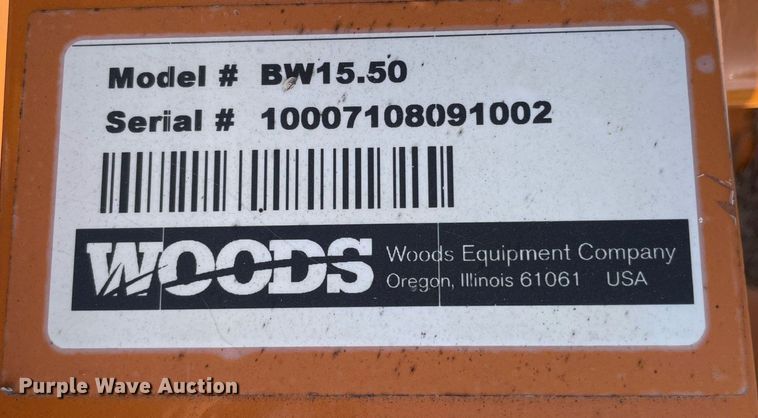 Model # BW15.50
Serial # 10007108091002
WOODS
Woods Equipment Company
Oregon, Illinois 61061 USA
Purple Wave Auction